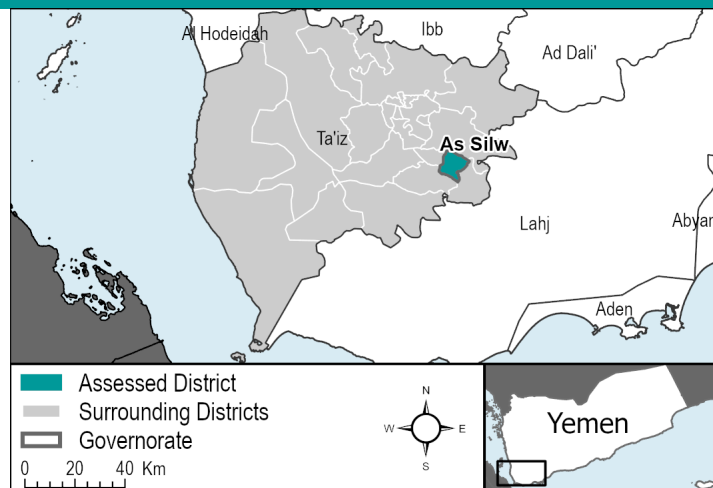 Al Hodeidah
Ibb
Ad Dali'
Ta'iz
As Silw
Lahj
Abyan
Aden
Assessed District
Surrounding Districts
Governorate
0 20 40 Km
N
W E
S
Yemen